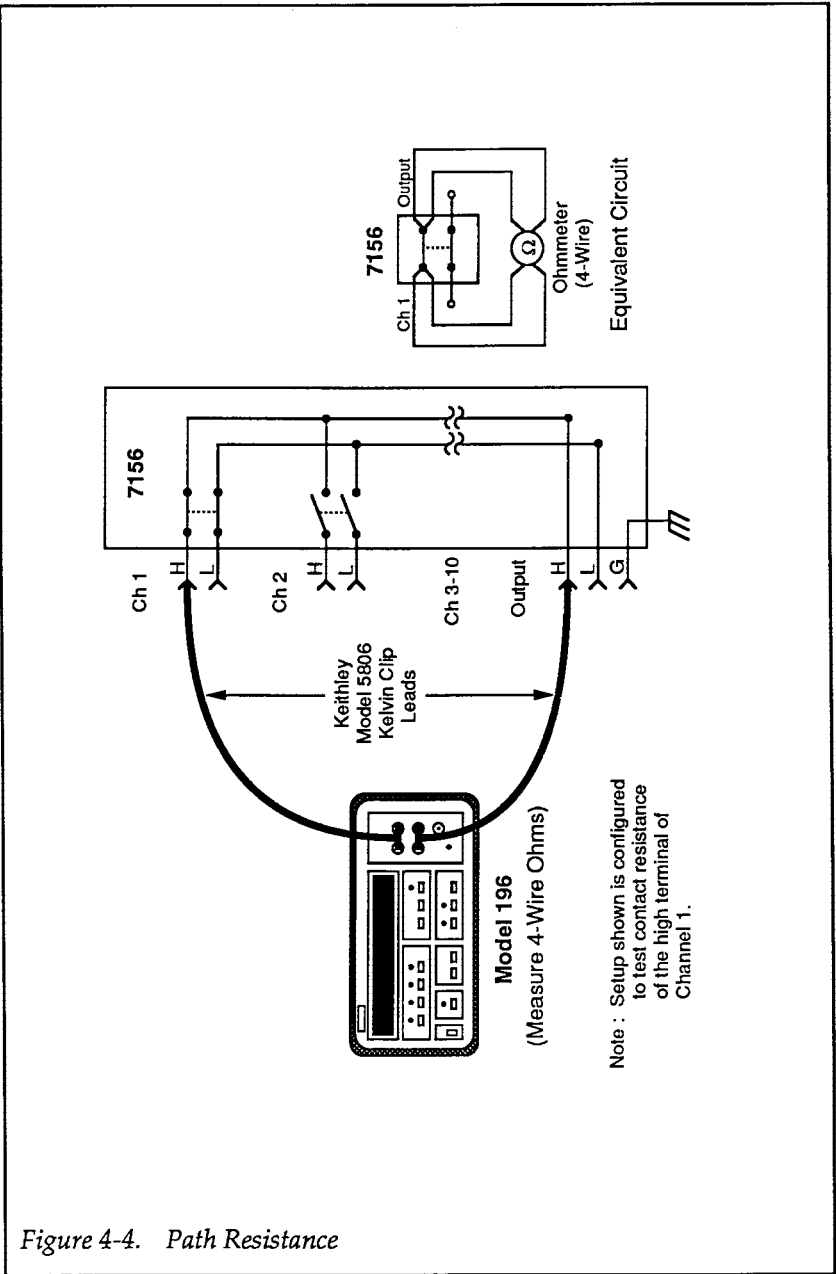 7156
Ch 1
H
L
Ch 2
H
L
Ch 3-10
Output
H
L
G
Keithley
Model 5806
Kelvin Clip
Leads
Model 196
(Measure 4-Wire Ohms)
Note : Setup shown is configured
to test contact resistance
of the high terminal of
Channel 1.
7156
Ch 1
Output
Ω
Ohmmeter
(4-Wire)
Equivalent Circuit
Figure 4-4. Path Resistance